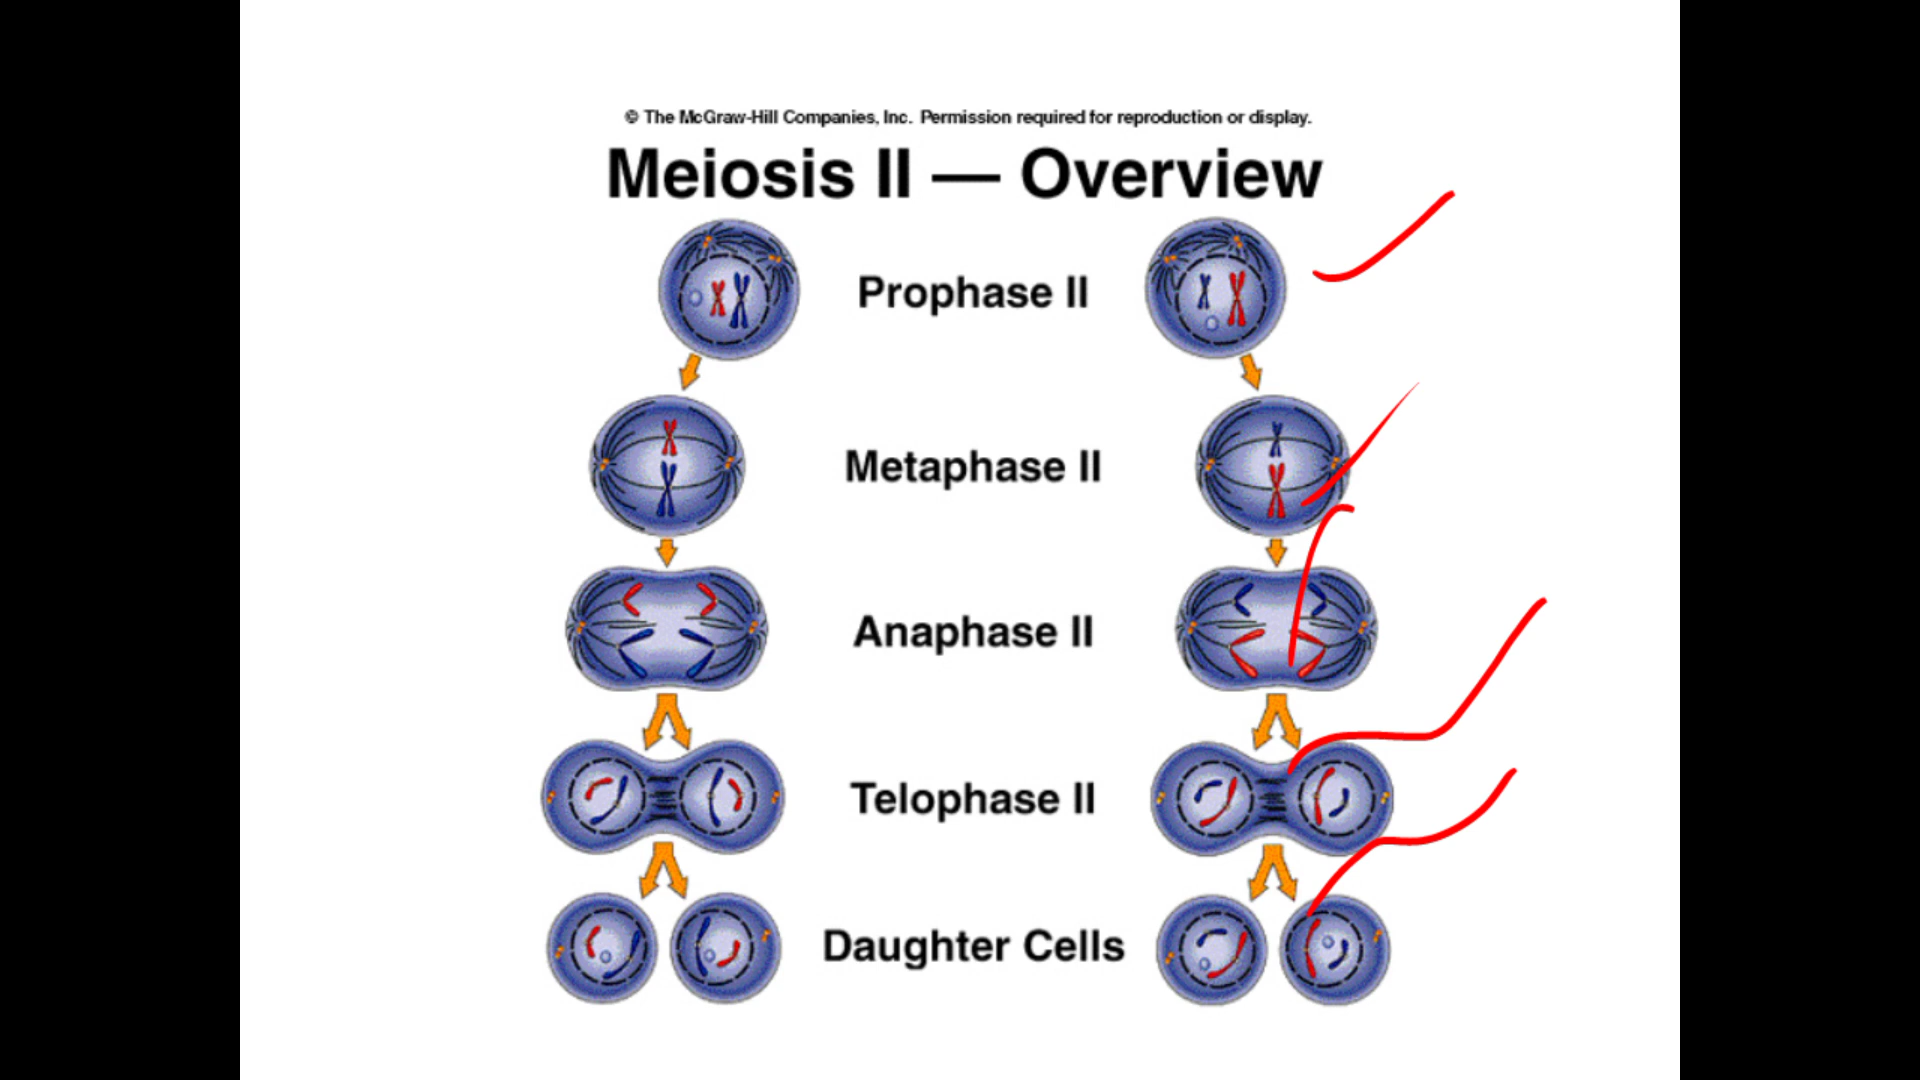 © The McGraw-Hill Companies, Inc. Permission required for reproduction or display.
Meiosis II — Overview
Prophase II
Metaphase II
Anaphase II
Telophase II
Daughter Cells